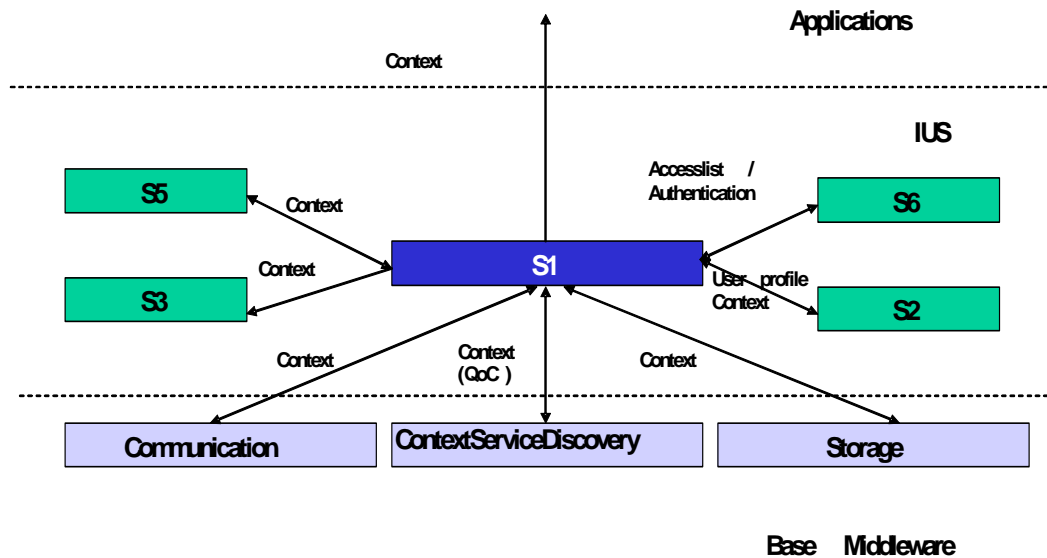 Applications
Context
IUS
Accesslist /
Authentication
S5
S6
Context
S1
Context
User profile
Context
S3
S2
Context
Context
(QoC )
Context
Communication
ContextServiceDiscovery
Storage
Base Middleware